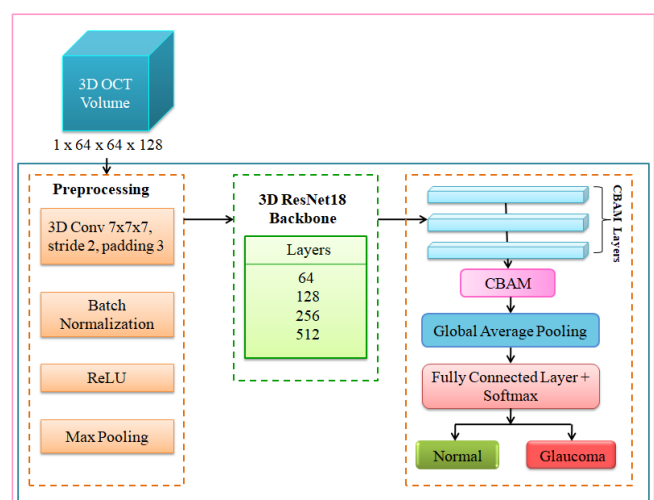 3D OCT
Volume
1 x 64 x 64 x 128
Preprocessing
3D Conv 7x7x7,
stride 2, padding 3
Batch
Normalization
ReLU
Max Pooling
3D ResNet18
Backbone
Layers
64
128
256
512
CBAM
Layers
CBAM
Global Average Pooling
Fully Connected Layer +
Softmax
Normal
Glaucoma